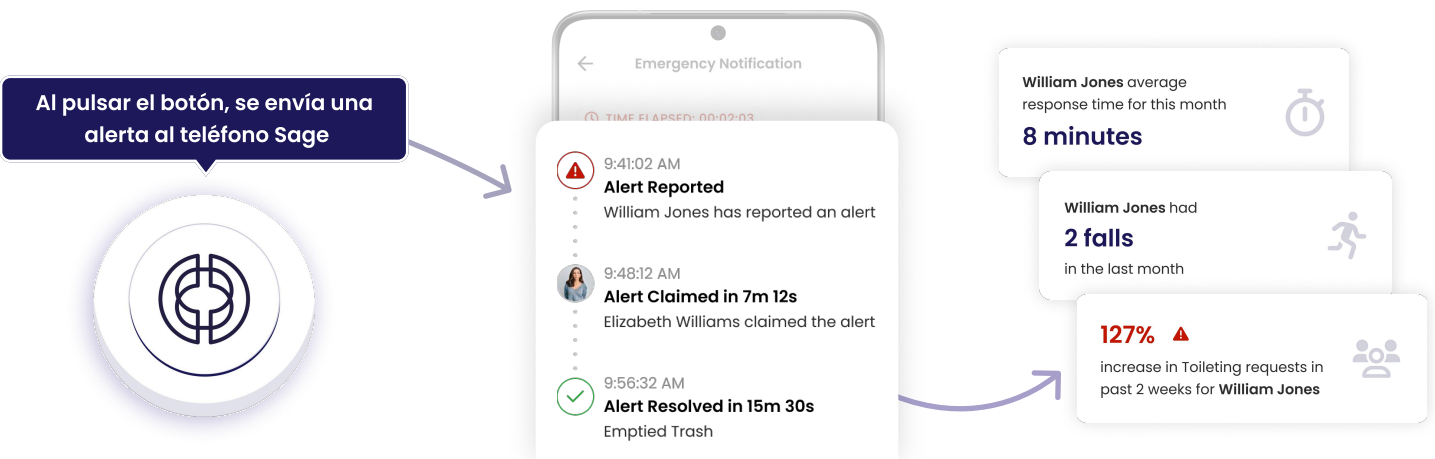 Al pulsar el botón, se envía una
alerta al teléfono Sage
Emergency Notification
TIME ELAPSED: 00:02:03
9:41:02 AM
Alert Reported
William Jones has reported an alert
9:48:12 AM
Alert Claimed in 7m 12s
Elizabeth Williams claimed the alert
9:56:32 AM
Alert Resolved in 15m 30s
Emptied Trash
William Jones average
response time for this month
8 minutes
William Jones had
2 falls
in the last month
127%
increase in Toileting requests in
past 2 weeks for William Jones